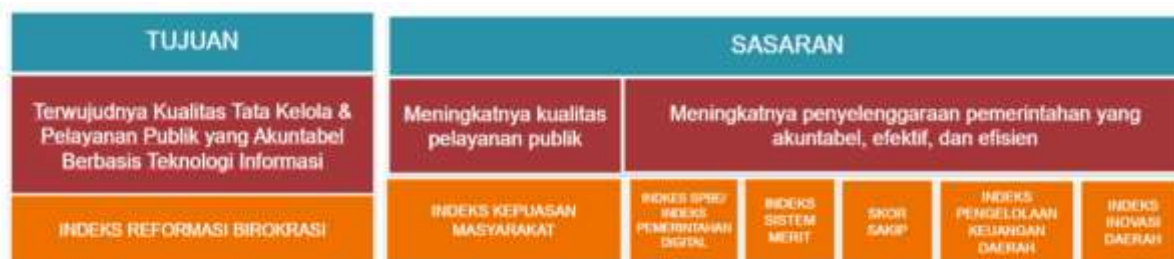 TUJUAN
Terwujudnya Kualitas Tata Kelola &
Pelayanan Publik yang Akuntabel
Berbasis Teknologi Informasi
INDEKS REFORMASI BIROKRASI
SASARAN
Meningkatnya kualitas
pelayanan publik
Meningkatnya penyelenggaraan pemerintahan yang
akuntabel, efektif, dan efisien
INDEKS KEPUASAN
MASYARAKAT
INDKES SPBE/
INDEKS
PEMERINTAHAN
DIGITAL
INDEKS
SISTEM
MERIT
SKOR
SAKIP
INDEKS
PENGELOLAAN
KEUANGAN
DAERAH
INDEKS
INOVASI
DAERAH